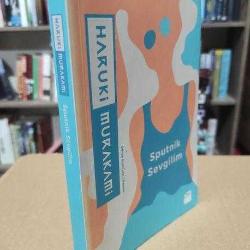 HARUKi
MURAKAMi
Sputnik Sevgilim
HARUKi
MURAKAMi
Sputnik
Sevgilim